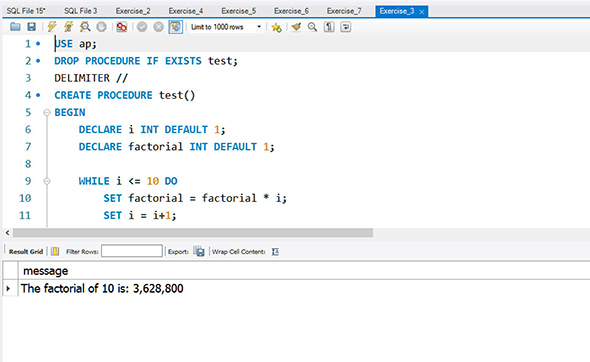 SQL File 15* SQL File 3 Exercise_2 Exercise_4 Exercise_5 Exercise_6 Exercise_7 Exercise_3 ×
Limit to 1000 rows
1 USE ap;
2 DROP PROCEDURE IF EXISTS test;
3 DELIMITER //
4 CREATE PROCEDURE test()
5 BEGIN
6 DECLARE i INT DEFAULT 1;
7 DECLARE factorial INT DEFAULT 1;
8
9 WHILE i <= 10 DO
10 SET factorial = factorial * i;
11 SET i = i+1;
Result Grid Filter Rows: Export: Wrap Cell Content:
message
The factorial of 10 is: 3,628,800